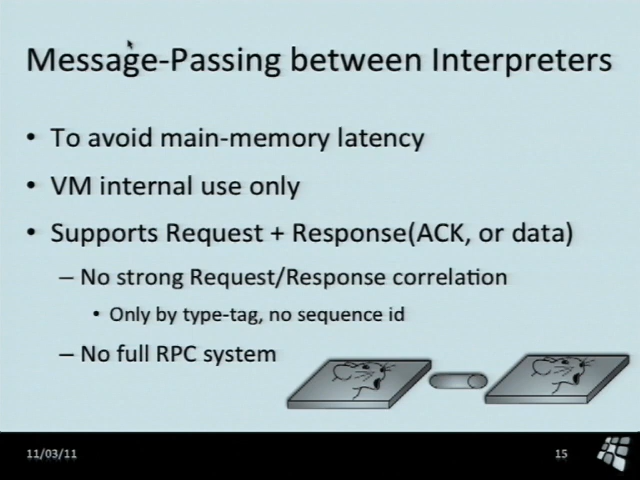 Message-Passing between Interpreters
• To avoid main-memory latency
• VM internal use only
• Supports Request + Response(ACK, or data)
– No strong Request/Response correlation
• Only by type-tag, no sequence id
– No full RPC system
11/03/11
15